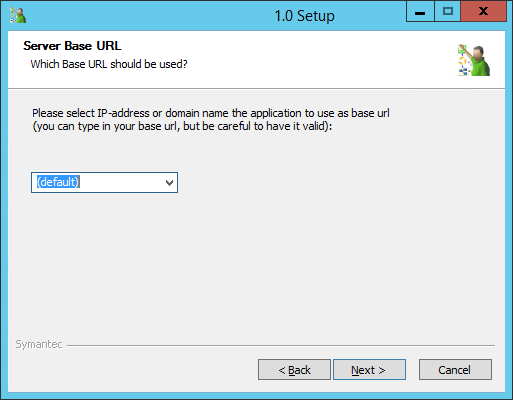 1.0 Setup
Server Base URL
Which Base URL should be used?
Please select IP-address or domain name the application to use as base url
(you can type in your base url, but be careful to have it valid):
(default)
Symantec
< Back
Next >
Cancel